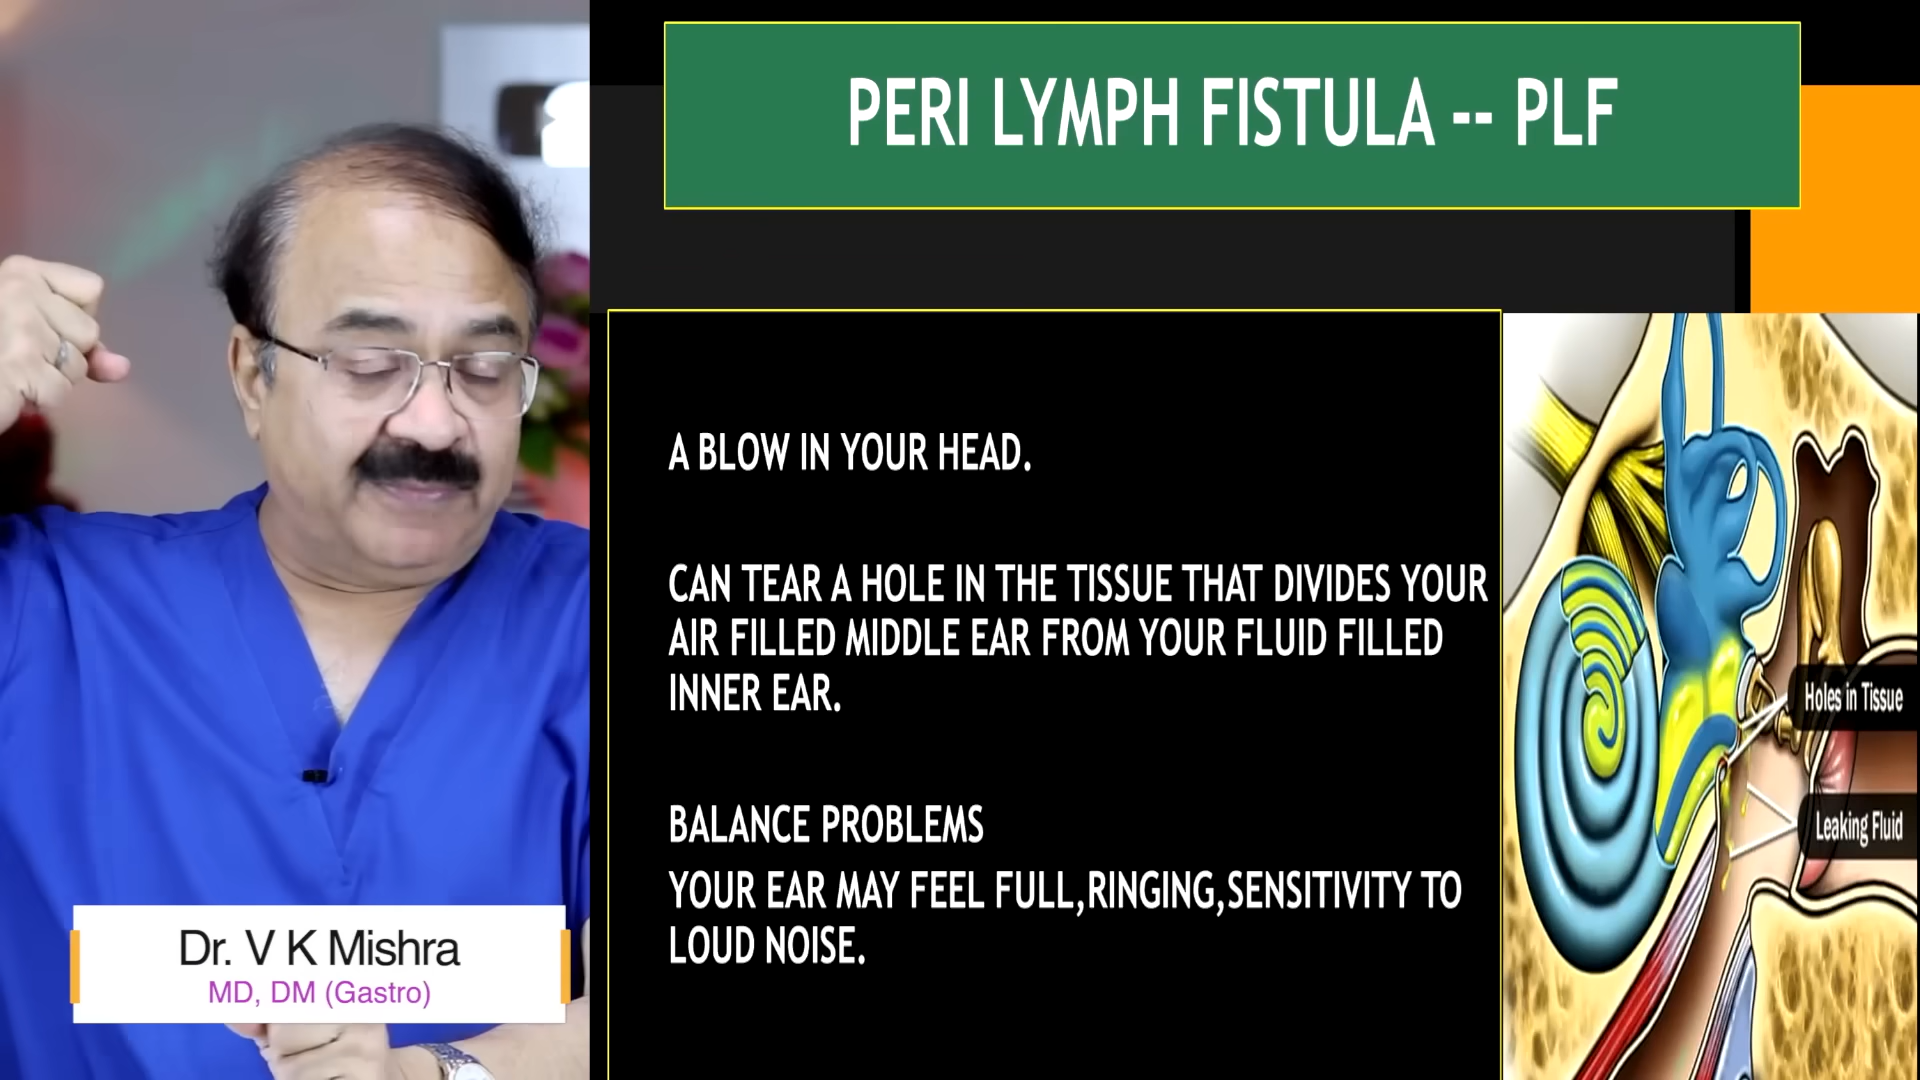 PERI LYMPH FISTULA -- PLF
A BLOW IN YOUR HEAD.
CAN TEAR A HOLE IN THE TISSUE THAT DIVIDES YOUR
AIR FILLED MIDDLE EAR FROM YOUR FLUID FILLED
INNER EAR.
BALANCE PROBLEMS
YOUR EAR MAY FEEL FULL,RINGING,SENSITIVITY TO
LOUD NOISE.
Holes in Tissue
Leaking Fluid
Dr. V K Mishra
MD, DM (Gastro)